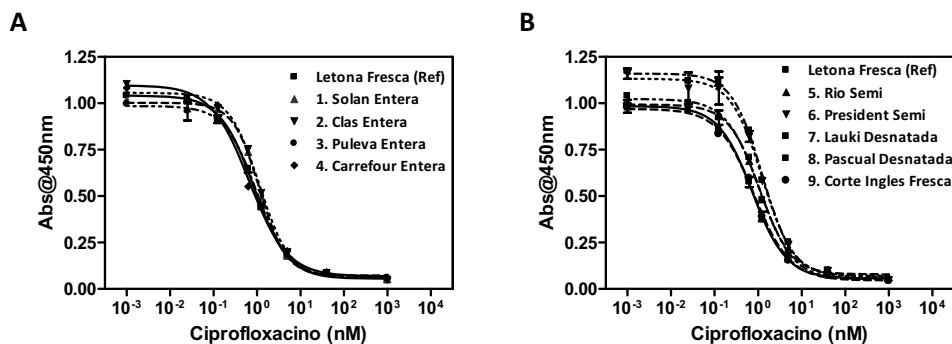 A
1.25
1.00
0.75
0.50
0.25
0.00
Abs@450nm
Letona Fresca (Ref)
1. Solan Entera
2. Clas Entera
3. Puleva Entera
4. Carrefour Entera
10⁻³ 10⁻² 10⁻¹ 10⁰ 10¹ 10² 10³ 10⁴
Ciprofloxacino (nM)
B
1.25
1.00
0.75
0.50
0.25
0.00
Abs@450nm
Letona Fresca (Ref)
5. Rio Semi
6. President Semi
7. Lauki Desnatada
8. Pascual Desnatada
9. Corte Ingles Fresca
10⁻³ 10⁻² 10⁻¹ 10⁰ 10¹ 10² 10³ 10⁴
Ciprofloxacino (nM)